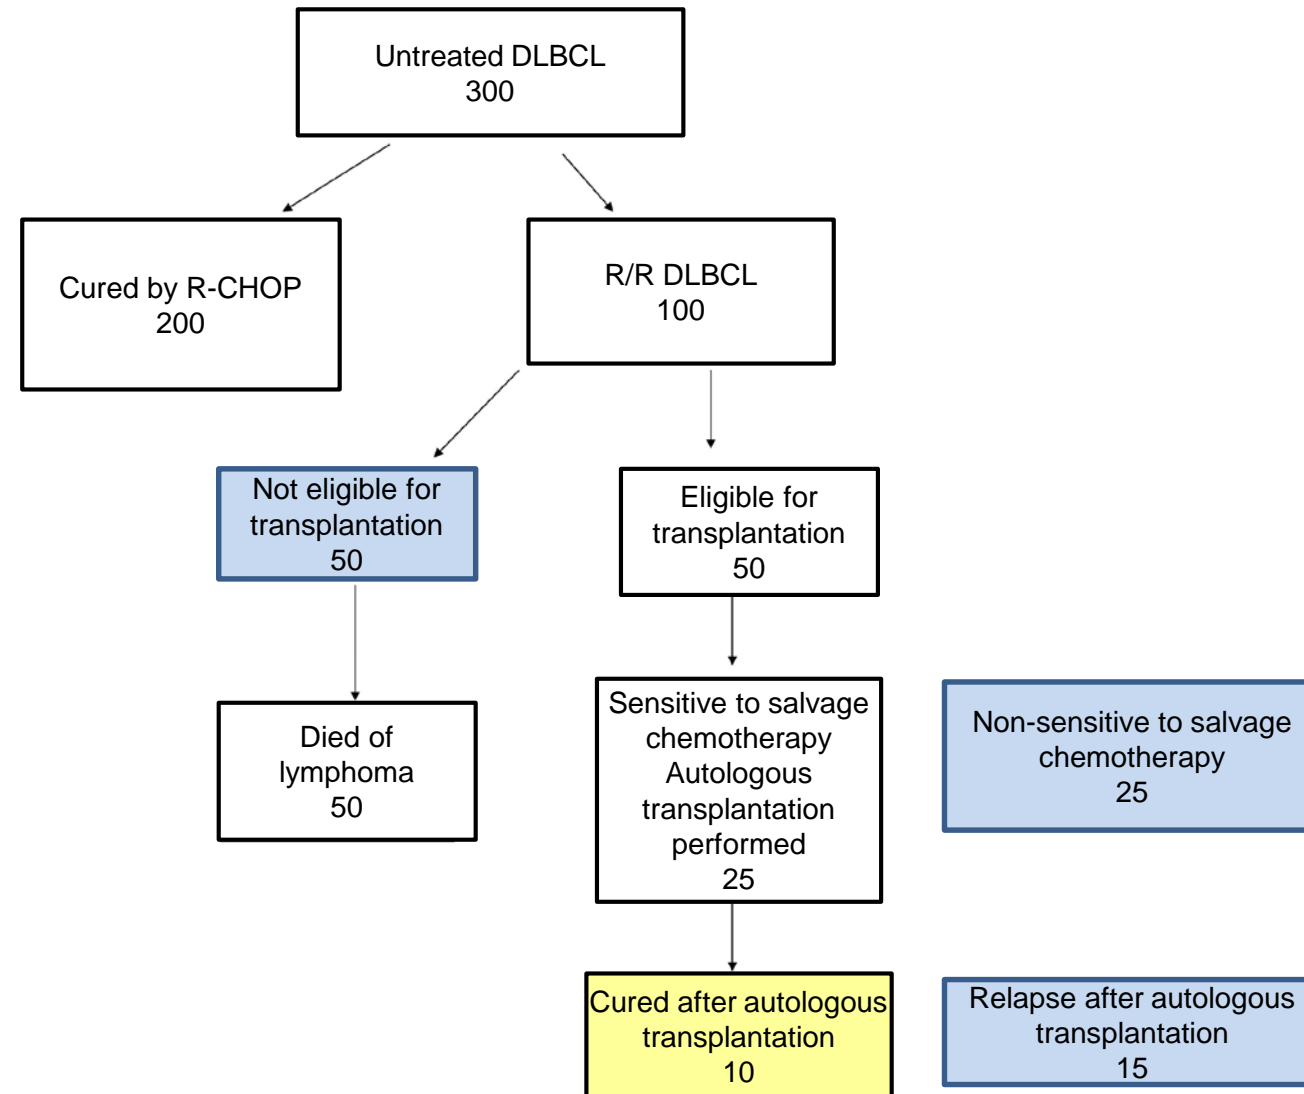 Untreated DLBCL
300
Cured by R-CHOP
200
R/R DLBCL
100
Not eligible for
transplantation
50
Eligible for
transplantation
50
Died of
lymphoma
50
Sensitive to salvage
chemotherapy
Autologous
transplantation
performed
25
Non-sensitive to salvage
chemotherapy
25
Cured after autologous
transplantation
10
Relapse after autologous
transplantation
15